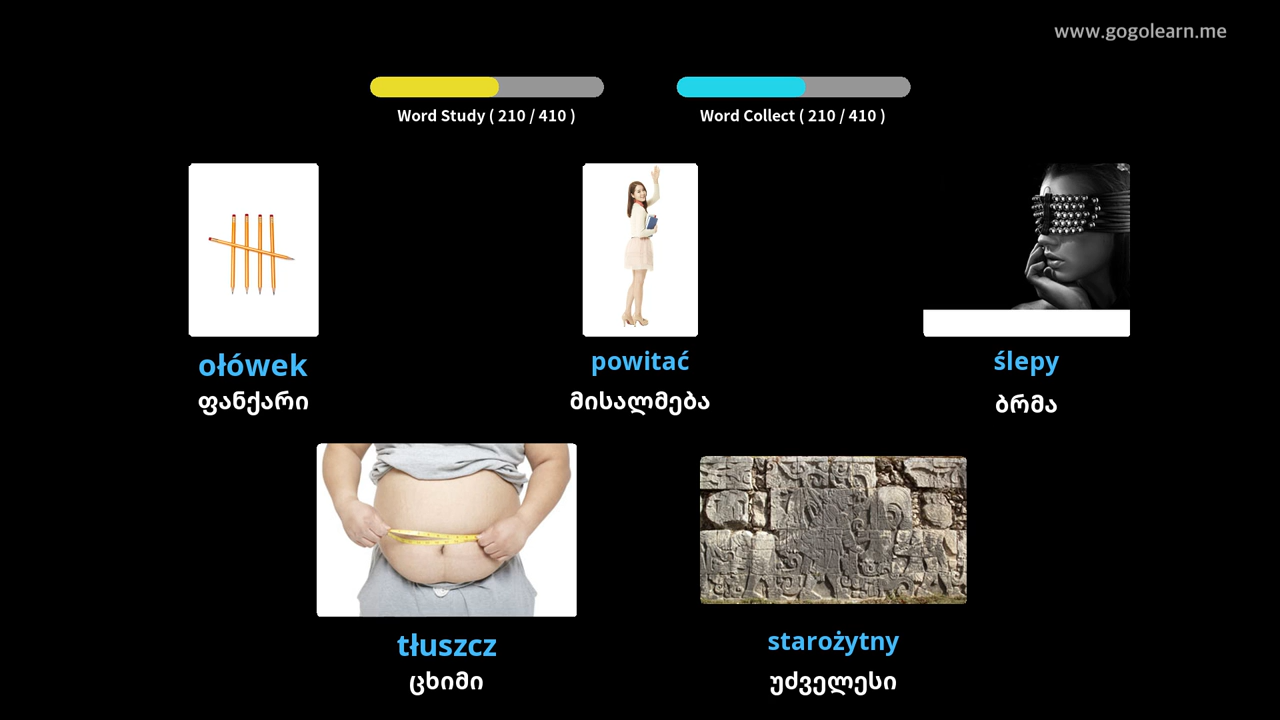 www.gogolearn.me
Word Study ( 210 / 410 )
Word Collect ( 210 / 410 )
ołówek
ფანქარი
powitać
მისალმება
ślepy
ბრმა
tłuszcz
ცხიმი
starożytny
უძველესი